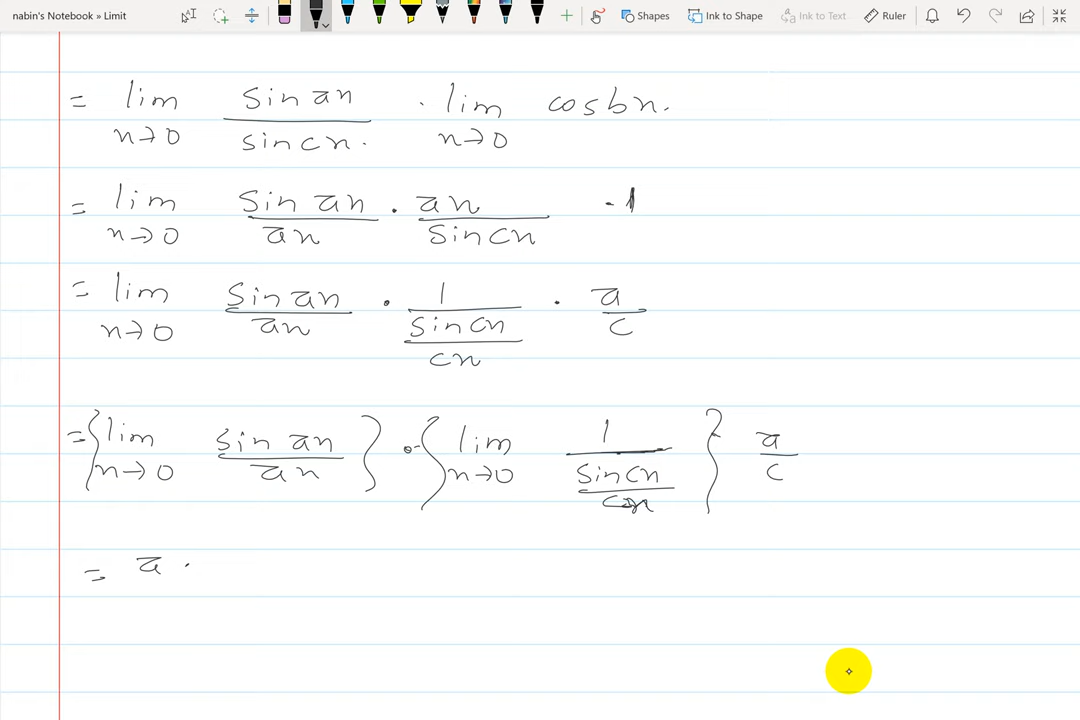 nabin's Notebook » Limit Shapes Ink to Shape Ink to Text Ruler
= lim n→0 sin an / sin cn . lim n→0 cos bn.
= lim n→0 sin an / an . an / sin cn . 1
= lim n→0 sin an / an . 1 / (sin cn / cn) . a / c
= { lim n→0 sin an / an } . { lim n→0 1 / (sin cn / cn) } a / c
= a .